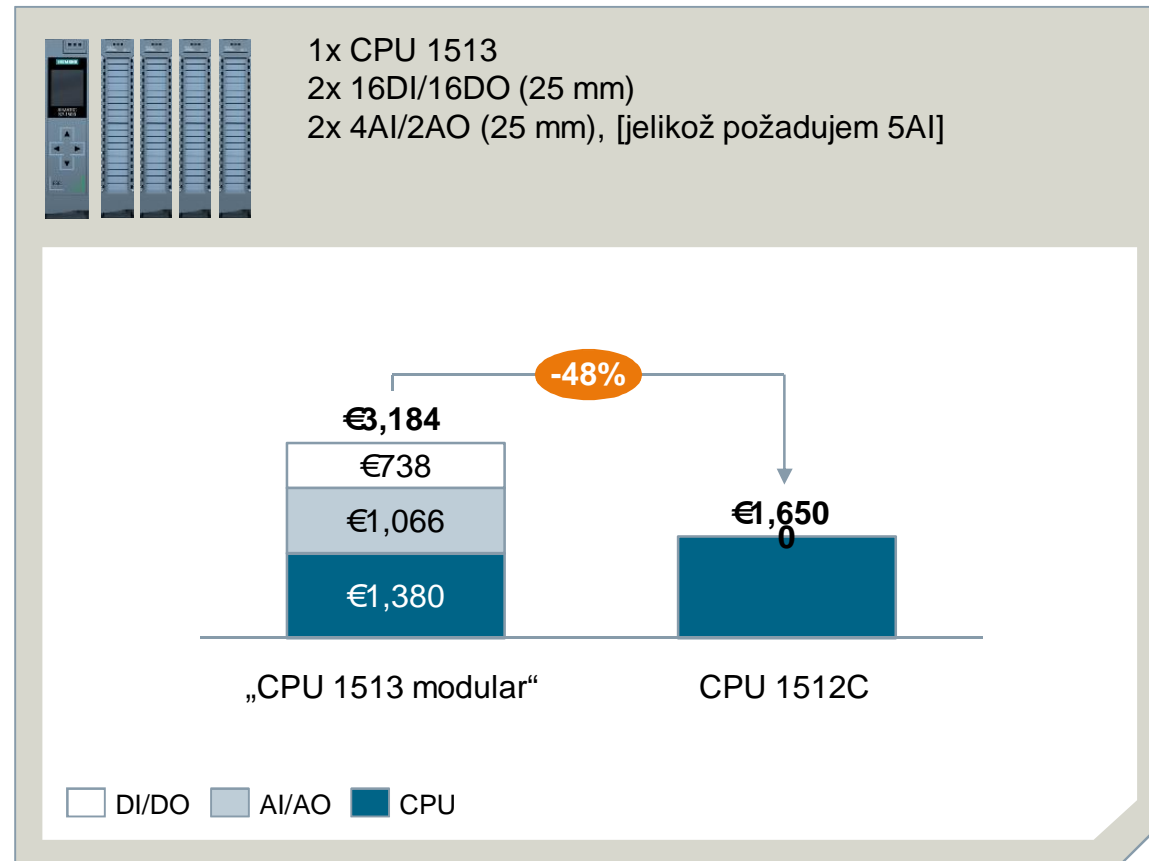 SIEMENS
1x CPU 1513
2x 16DI/16DO (25 mm)
2x 4AI/2AO (25 mm), [jelikož požadujem 5AI]
-48%
€3,184
€738
€1,066
€1,380
€1,650
0
„CPU 1513 modular“
CPU 1512C
DI/DO
AI/AO
CPU